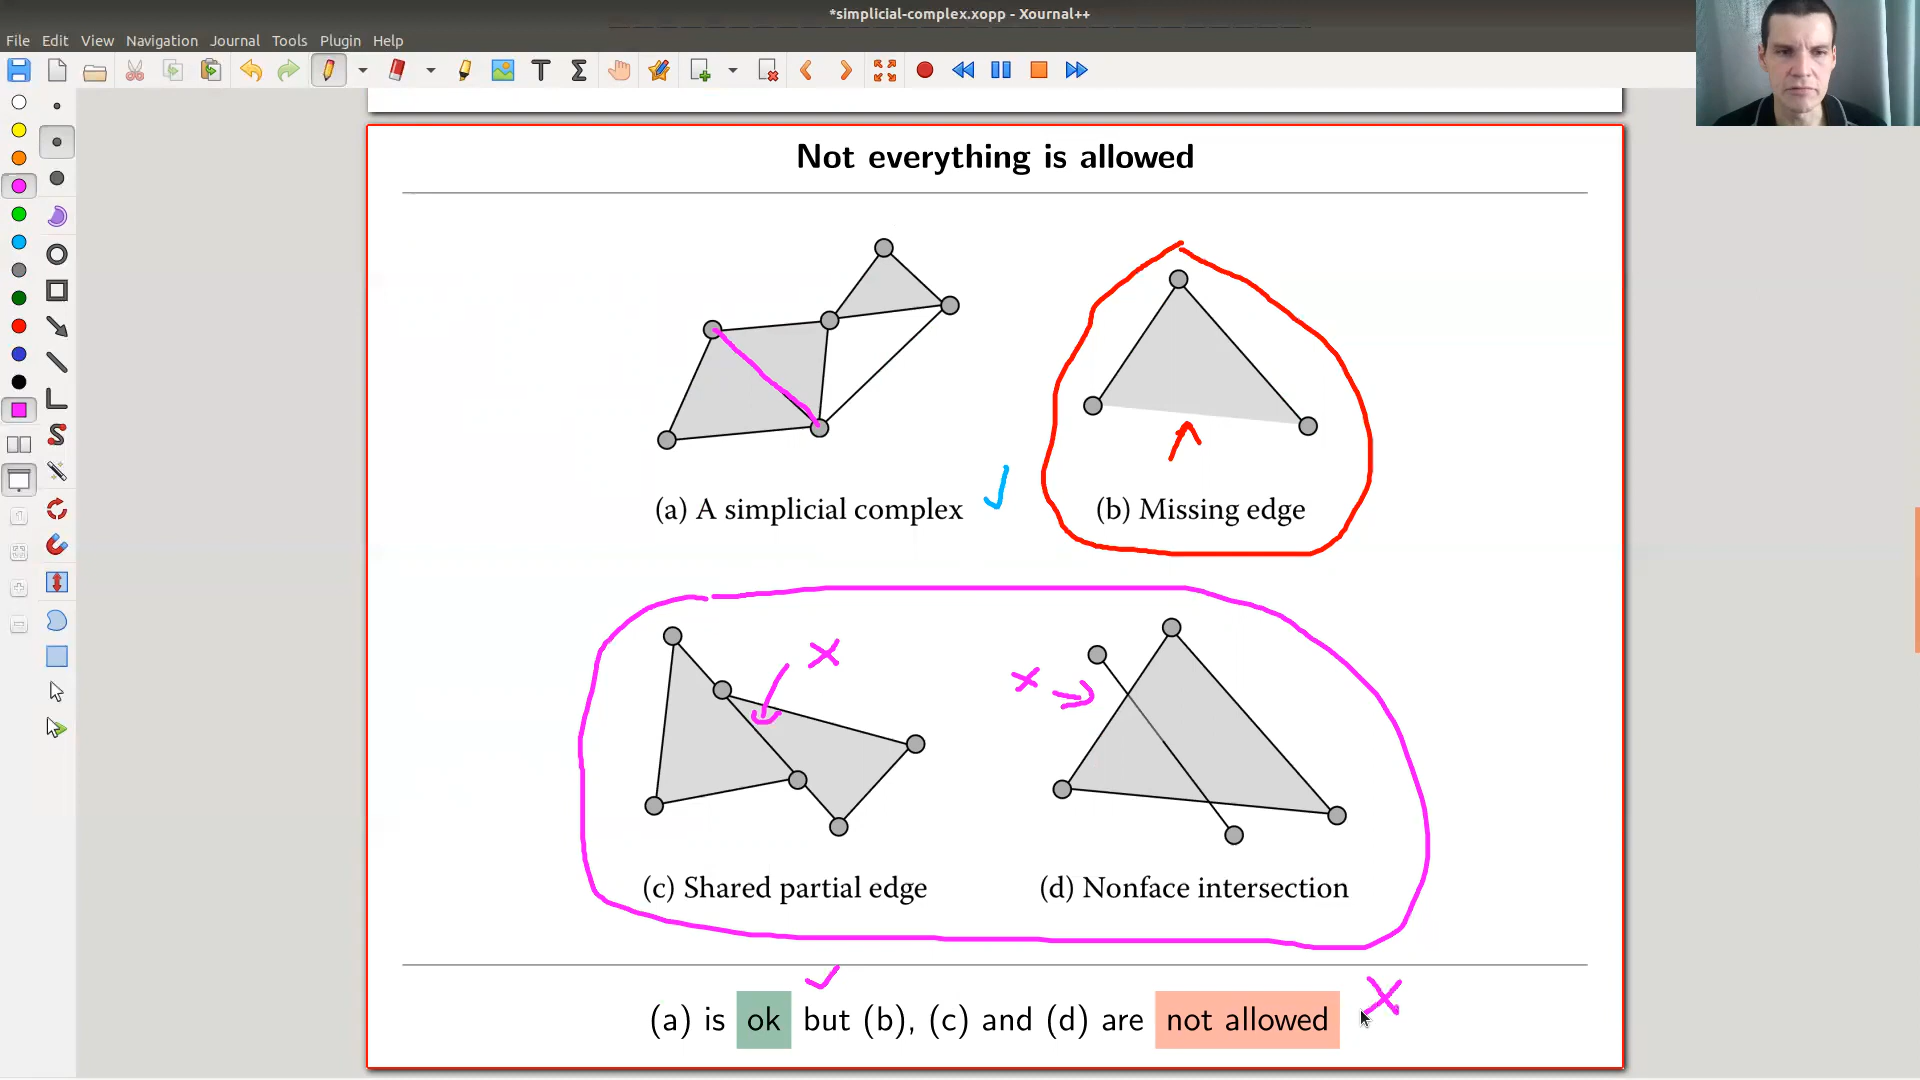 *simplicial-complex.xopp - Xournal++
File Edit View Navigation Journal Tools Plugin Help
Not everything is allowed
(a) A simplicial complex
(b) Missing edge
(c) Shared partial edge
(d) Nonface intersection
(a) is ok but (b), (c) and (d) are not allowed